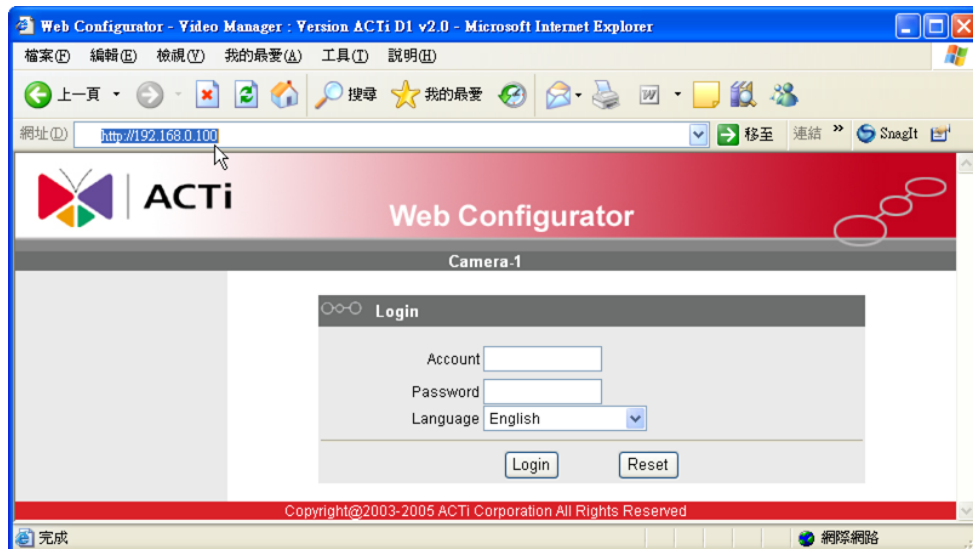 Web Configurator - Video Manager : Version ACTi D1 v2.0 - Microsoft Internet Explorer
檔案(F) 編輯(E) 檢視(V) 我的最愛(A) 工具(T) 說明(H)
上一頁 搜尋 我的最愛
網址(D) http://192.168.0.100 移至 連結 » SnagIt
ACTi
Web Configurator
Camera-1
Login
Account
Password
Language English
Login Reset
Copyright@2003-2005 ACTi Corporation All Rights Reserved
完成 網際網路